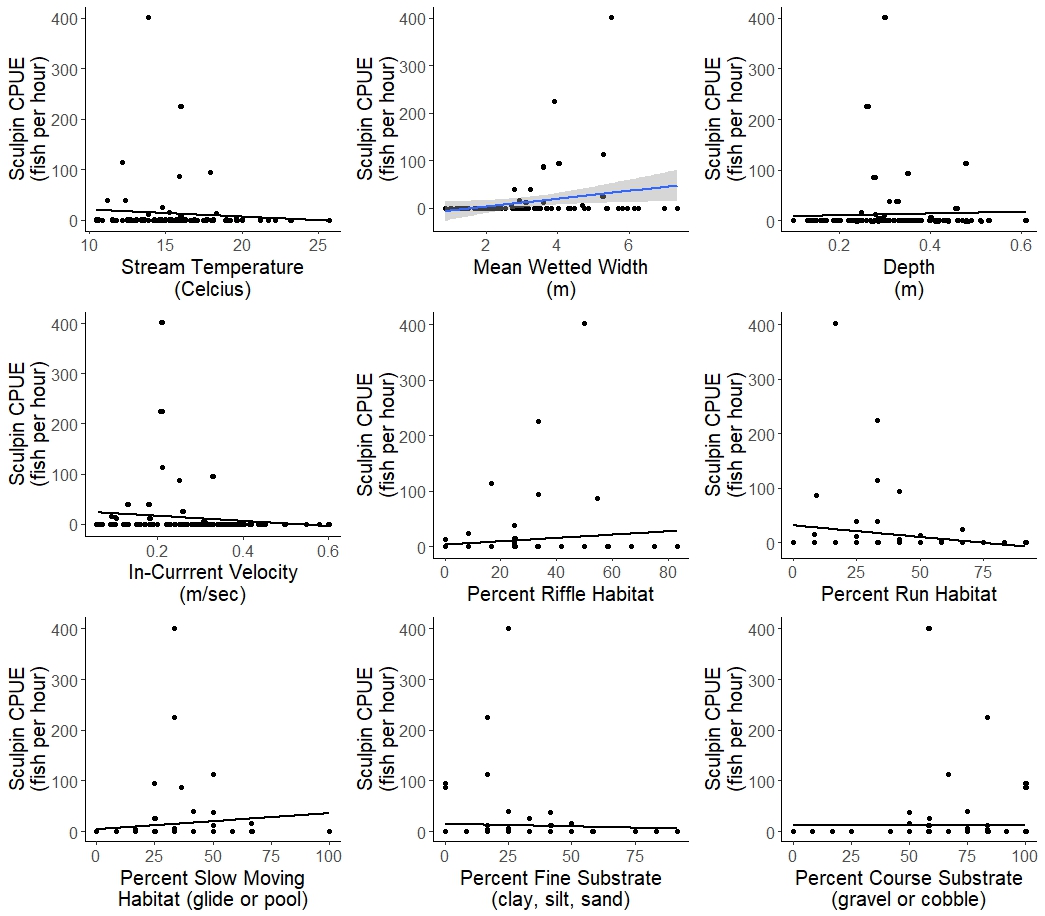 Sculpin CPUE
(fish per hour)
400
300
200
100
0
10
15
20
25
Stream Temperature
(Celcius)
Sculpin CPUE
(fish per hour)
400
300
200
100
0
2
4
6
Mean Wetted Width
(m)
Sculpin CPUE
(fish per hour)
400
300
200
100
0
0.2
0.4
0.6
Depth
(m)
Sculpin CPUE
(fish per hour)
400
300
200
100
0
0.2
0.4
0.6
In-Currrent Velocity
(m/sec)
Sculpin CPUE
(fish per hour)
400
300
200
100
0
0
20
40
60
80
Percent Riffle Habitat
Sculpin CPUE
(fish per hour)
400
300
200
100
0
0
25
50
75
Percent Run Habitat
Sculpin CPUE
(fish per hour)
400
300
200
100
0
0
25
50
75
100
Percent Slow Moving
Habitat (glide or pool)
Sculpin CPUE
(fish per hour)
400
300
200
100
0
0
25
50
75
Percent Fine Substrate
(clay, silt, sand)
Sculpin CPUE
(fish per hour)
400
300
200
100
0
0
25
50
75
100
Percent Course Substrate
(gravel or cobble)